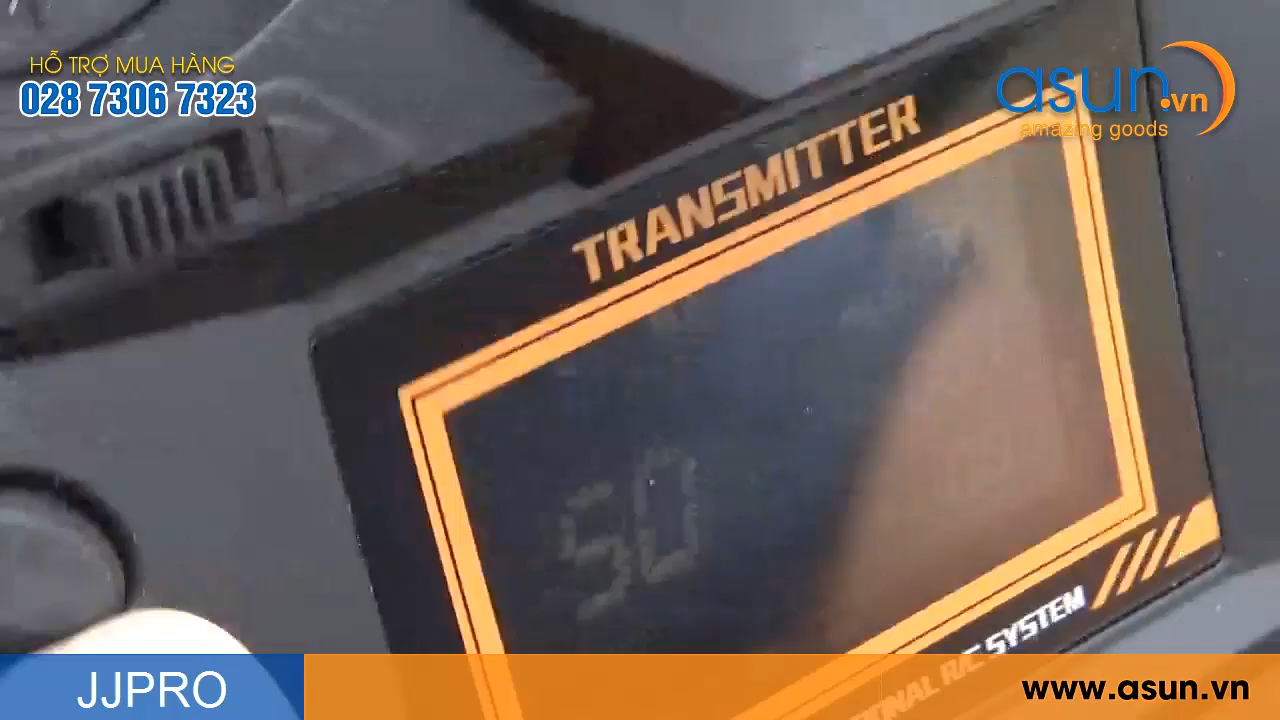 HỖ TRỢ MUA HÀNG
028 7306 7323
asun.vn
amazing goods
TRANSMITTER
50
R/C SYSTEM
JJPRO
www.asun.vn